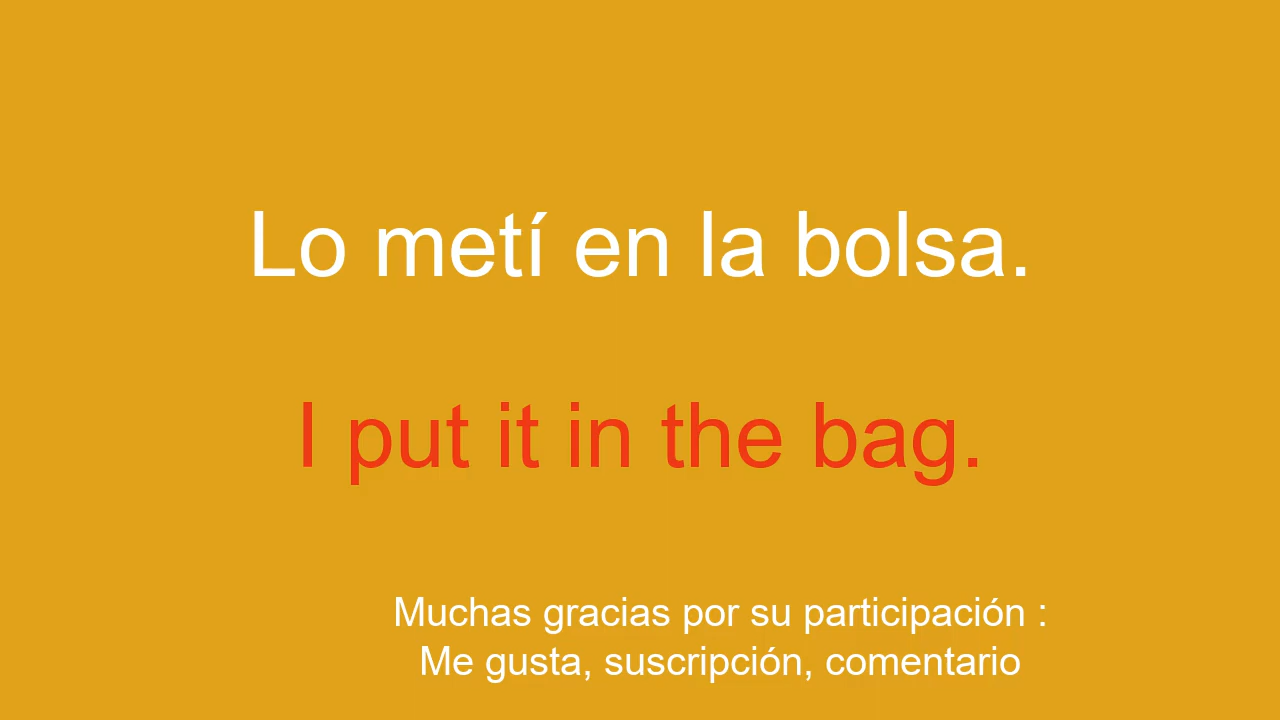 Lo metí en la bolsa.
I put it in the bag.
Muchas gracias por su participación :
Me gusta, suscripción, comentario